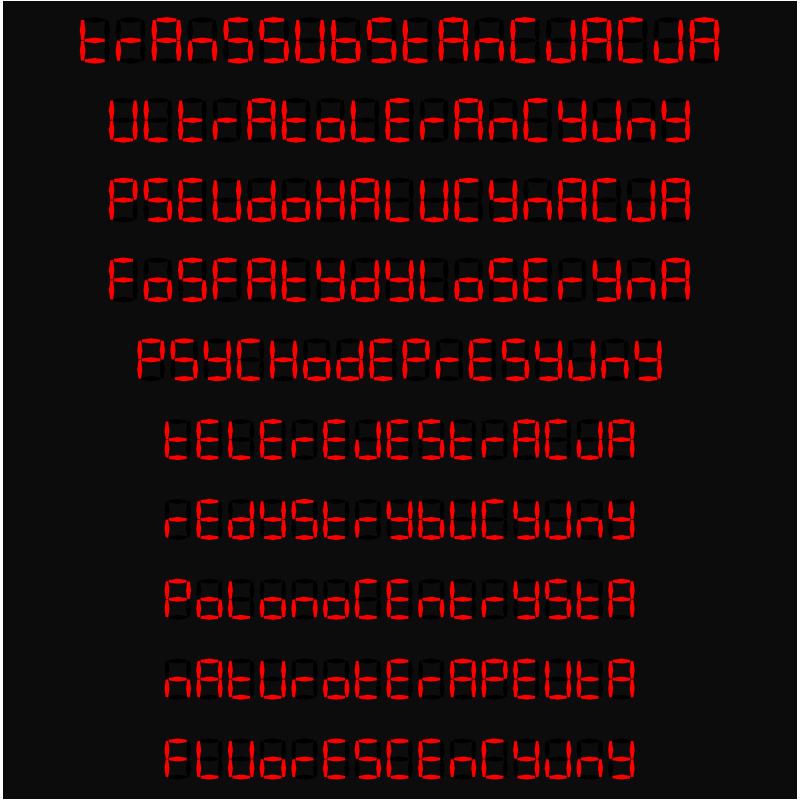 trAnSSUbStAnCJACJA
ULtrAtoLErAnCYJnY
PSEUdoHALUCYnACJA
FoSFAtYdYLoSErYnA
PSYCHodEPrESYJnY
tELErEJEStrACJA
rEdYStrYbUCYJnY
PoLonoCEntrYStA
nAtUrotErAPEUtA
FLUorESCEnCYJnY